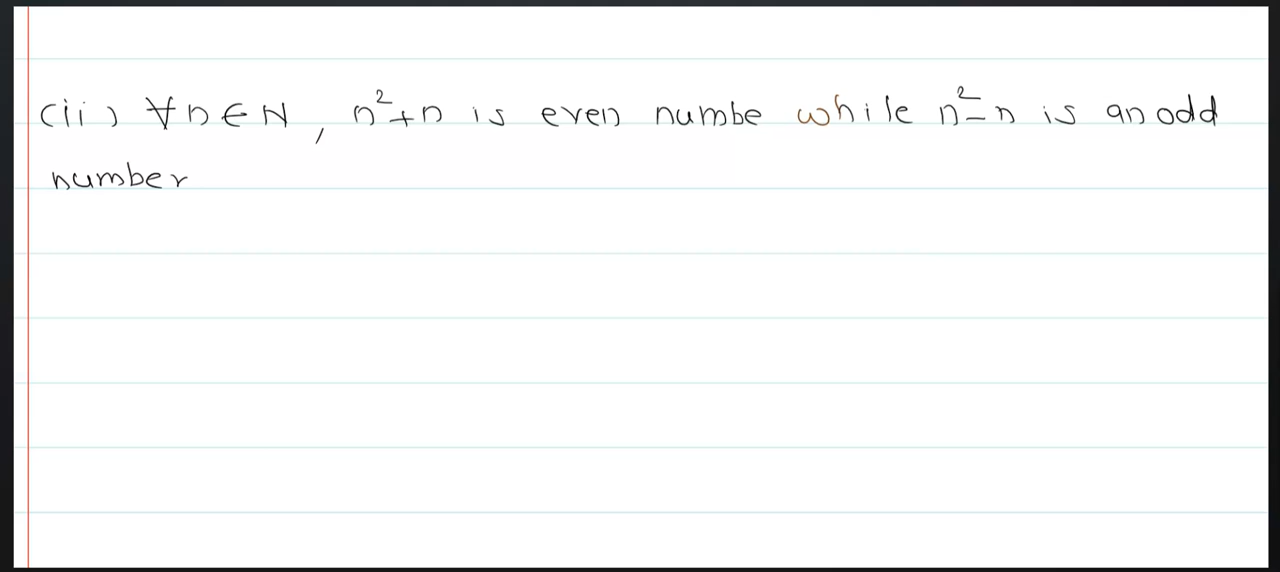 (ii) ∀n∈N, n²+n is even numbe while n²-n is an odd
number